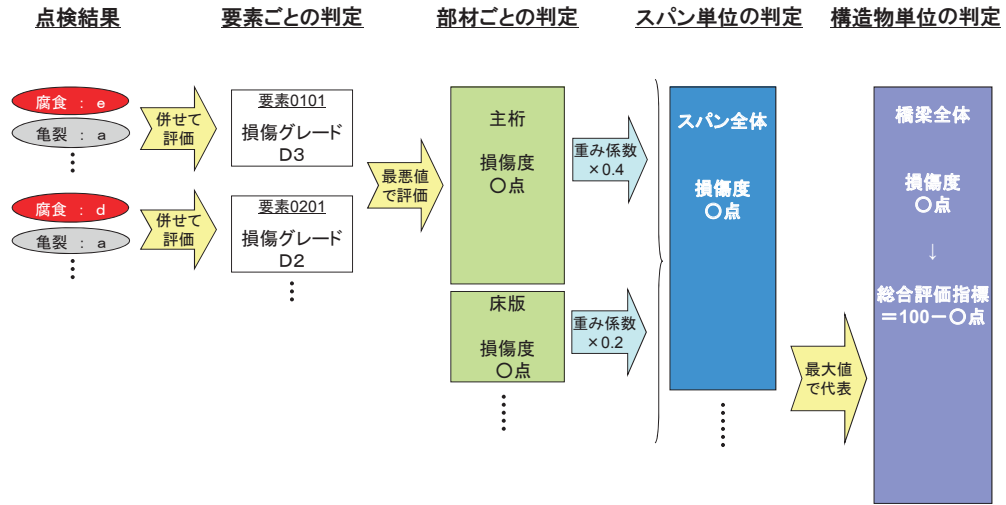 点検結果
要素ごとの判定
部材ごとの判定
スパン単位の判定
構造物単位の判定
腐食 : e
亀裂 : a
⋮
併せて
評価
要素0101
損傷グレード
D3
腐食 : d
亀裂 : a
⋮
併せて
評価
要素0201
損傷グレード
D2
⋮
最悪値
で評価
主桁
損傷度
〇点
重み係数
×0.4
床版
損傷度
〇点
重み係数
×0.2
⋮
スパン全体
損傷度
〇点
⋮
最大値
で代表
橋梁全体
損傷度
〇点
↓
総合評価指標
＝100－〇点